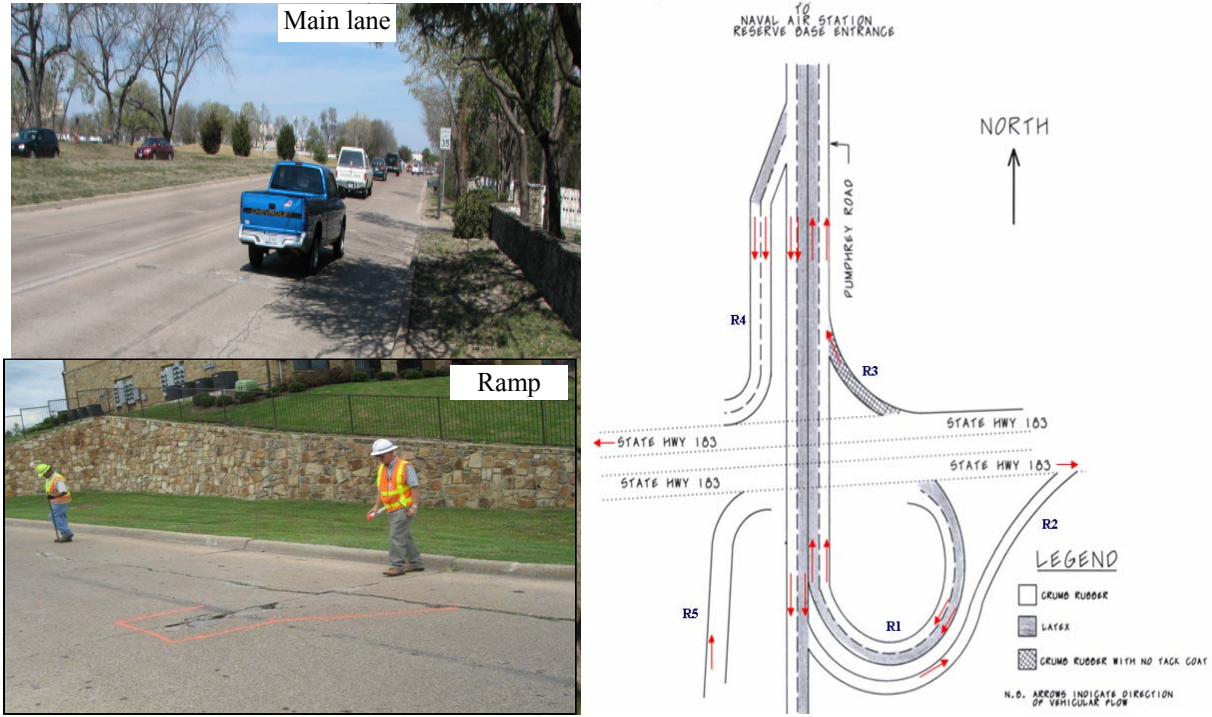 Main lane
35
CHEVROLET
Ramp
TO
NAVAL AIR STATION
RESERVE BASE ENTRANCE
NORTH
PUMPHREY ROAD
R4
R3
STATE HWY 183
STATE HWY 183
STATE HWY 183
STATE HWY 183
R2
R5
R1
LEGEND
CRUMB RUBBER
LATEX
CRUMB RUBBER WITH NO TACK COAT
N.B. ARROWS INDICATE DIRECTION
OF VEHICULAR FLOW